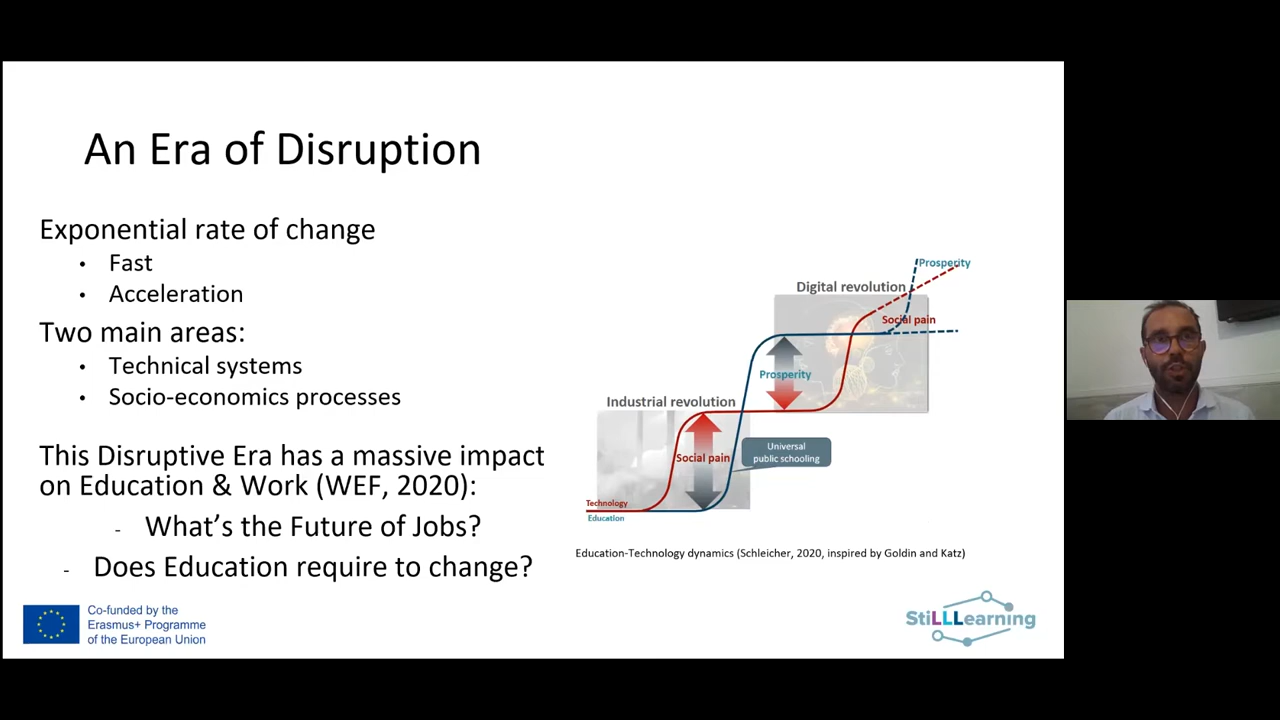 An Era of Disruption
Exponential rate of change
• Fast
• Acceleration
Two main areas:
• Technical systems
• Socio-economics processes
This Disruptive Era has a massive impact
on Education & Work (WEF, 2020):
- What's the Future of Jobs?
- Does Education require to change?
Prosperity
Digital revolution
Social pain
Prosperity
Industrial revolution
Universal
public schooling
Social pain
Technology
Education
Education-Technology dynamics (Schleicher, 2020, inspired by Goldin and Katz)
Co-funded by the
Erasmus+ Programme
of the European Union
StiLLLearning